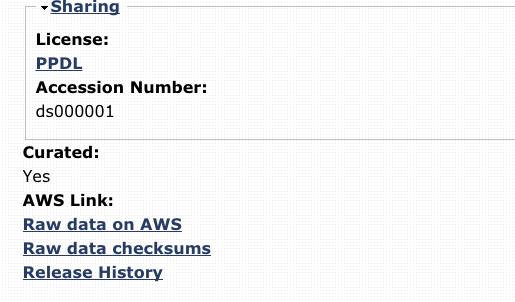 Sharing
License:
PPDL
Accession Number:
ds000001
Curated:
Yes
AWS Link:
Raw data on AWS
Raw data checksums
Release History